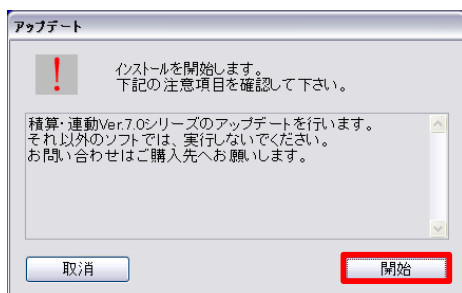 アップデート
!
インストールを開始します。
下記の注意項目を確認して下さい。
積算・連動Ver.7.0シリーズのアップデートを行います。
それ以外のソフトでは、実行しないでください。
お問い合わせはご購入先へお願いします。
取消
開始